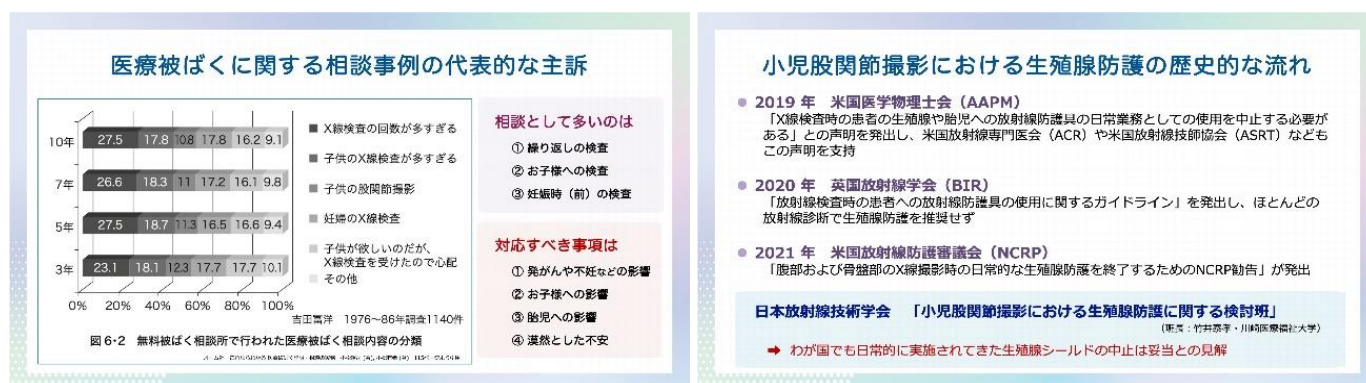 医療被ばくに関する相談事例の代表的な主訴
10年 27.5 17.8 10.8 17.8 16.2 9.1
7年 26.6 18.3 11 17.2 16.1 9.8
5年 27.5 18.7 11.3 16.5 16.6 9.4
3年 23.1 18.1 12.3 17.7 17.7 10.1
0% 20% 40% 60% 80% 100%
X線検査の回数が多すぎる
子供のX線検査が多すぎる
子供の股関節撮影
妊婦のX線検査
子供が欲しいのだが、
X線検査を受けたので心配
その他
吉田富洋 1976~86年調査1140件
図6・2 無料被ばく相談所で行われた医療被ばく相談内容の分類
相談として多いのは
① 繰り返しの検査
② お子様への検査
③ 妊娠時(前)の検査
対応すべき事項は
① 発がんや不妊などの影響
② お子様への影響
③ 胎児への影響
④ 漠然とした不安
小児股関節撮影における生殖腺防護の歴史的な流れ
● 2019 年 米国医学物理士会(AAPM)
「X線検査時の患者の生殖腺や胎児への放射線防護具の日常業務としての使用を中止する必要が
ある」との声明を発出し、米国放射線専門医会(ACR)や米国放射線技師協会(ASRT)なども
この声明を支持
● 2020 年 英国放射線学会(BIR)
「放射線検査時の患者への放射線防護具の使用に関するガイドライン」を発出し、ほとんどの
放射線診断で生殖腺防護を推奨せず
● 2021 年 米国放射線防護審議会(NCRP)
「腹部および骨盤部のX線撮影時の日常的な生殖腺防護を終了するためのNCRP勧告」が発出
日本放射線技術学会 「小児股関節撮影における生殖腺防護に関する検討班」
(班長:竹井泰孝・川崎医療福祉大学)
➡ わが国でも日常的に実施されてきた生殖腺シールドの中止は妥当との見解